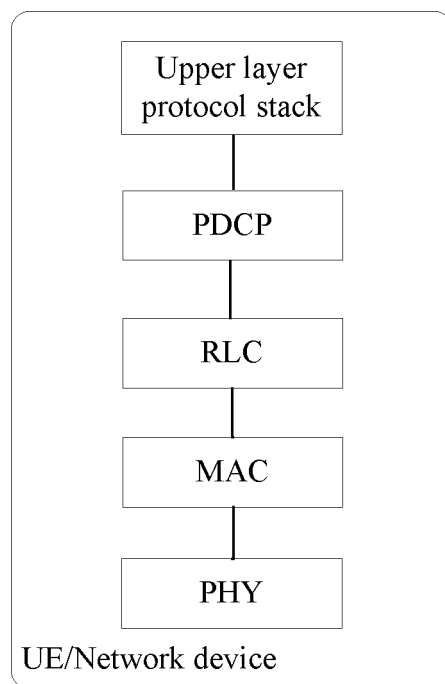 Upper layer
protocol stack
PDCP
RLC
MAC
PHY
UE/Network device